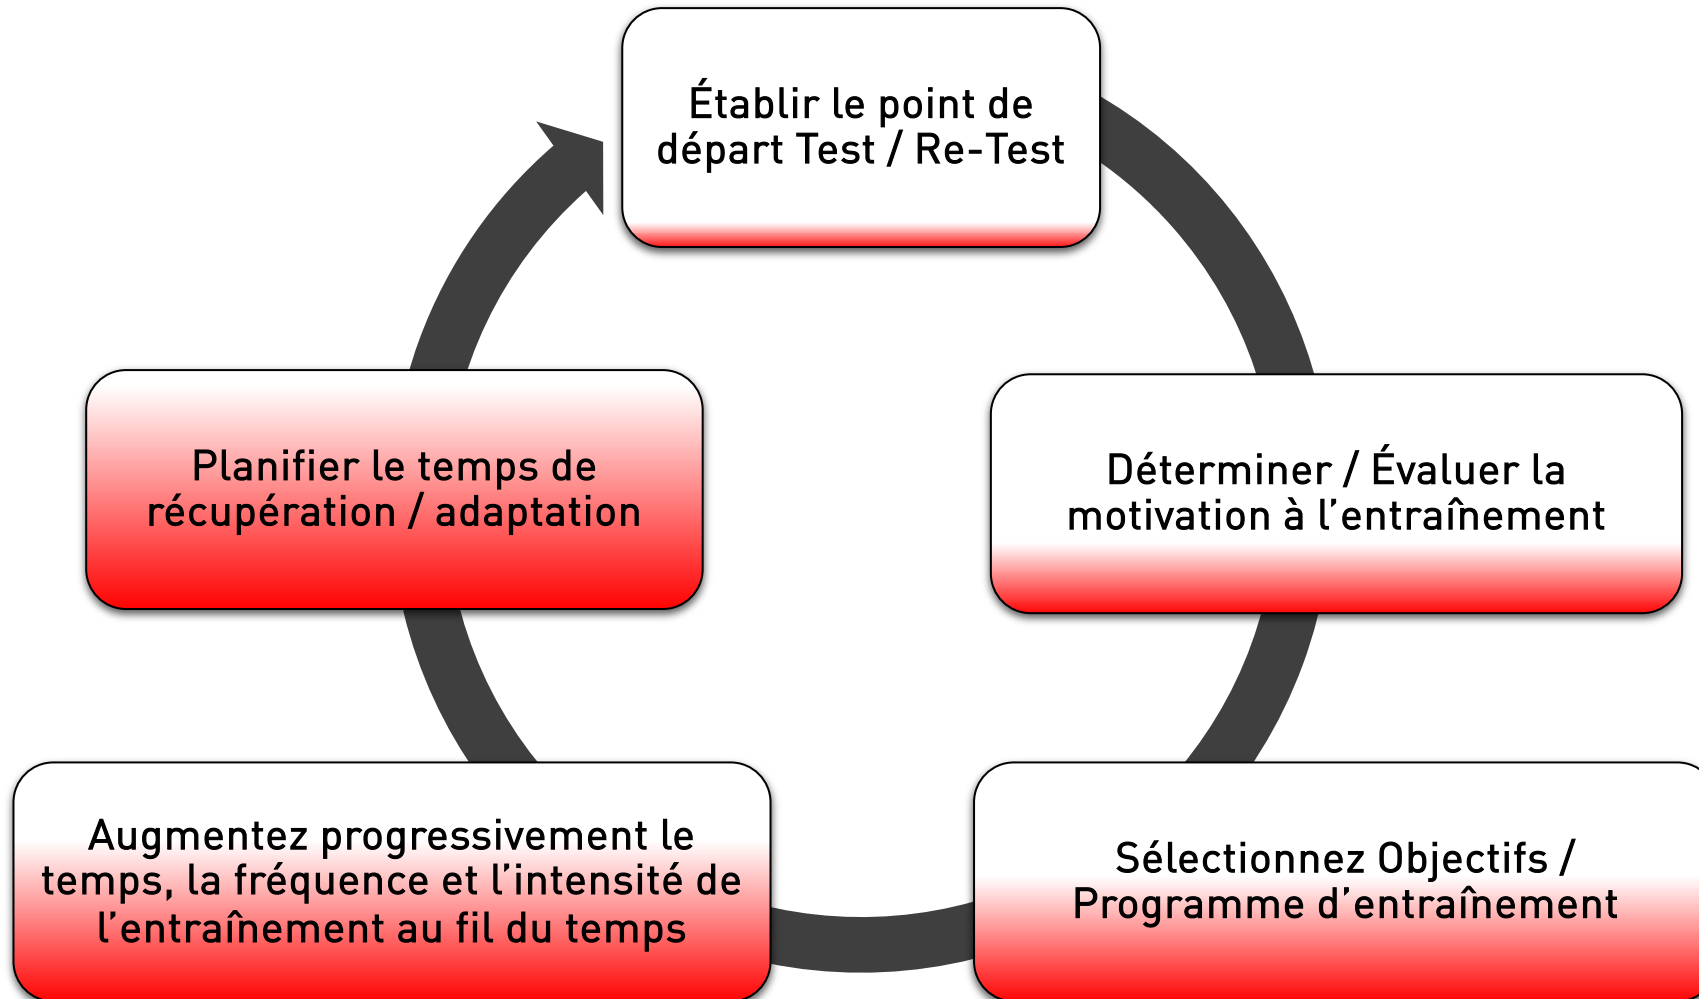 Établir le point de
départ Test / Re-Test
Déterminer / Évaluer la
motivation à l’entraînement
Sélectionnez Objectifs /
Programme d’entraînement
Augmentez progressivement le
temps, la fréquence et l’intensité de
l’entraînement au fil du temps
Planifier le temps de
récupération / adaptation